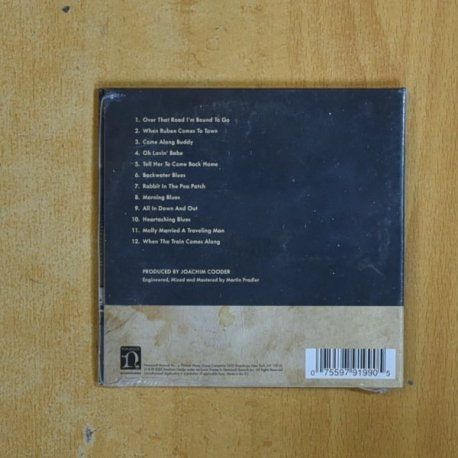 1. Over That Road I'm Bound To Go
2. When Ruben Comes To Town
3. Come Along Buddy
4. Oh Lovin' Babe
5. Tell Her To Come Back Home
6. Backwater Blues
7. Rabbit In The Pea Patch
8. Morning Blues
9. All In Down And Out
10. Heartaching Blues
11. Molly Married A Traveling Man
12. When The Train Comes Along
PRODUCED BY JOACHIM COODER
Engineered, Mixed and Mastered by Martin Pradler
0 75597 91990 5